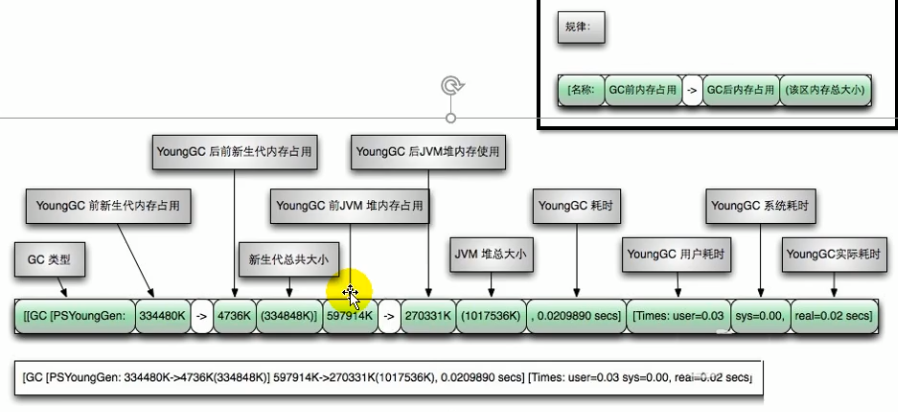 规律：
[名称: GC前内存占用 -> GC后内存占用 (该区内存总大小)
YoungGC 后前新生代内存占用 YoungGC 后JVM堆内存使用
YoungGC 前新生代内存占用 YoungGC 前JVM 堆内存占用 YoungGC 耗时 YoungGC 系统耗时
GC 类型 新生代总共大小 JVM 堆总大小 YoungGC 用户耗时 YoungGC实际耗时
[[GC [PSYoungGen: 334480K -> 4736K (334848K)] 597914K -> 270331K (1017536K) , 0.0209890 secs] [Times: user=0.03 sys=0.00, real=0.02 secs]
[GC [PSYoungGen: 334480K->4736K(334848K)] 597914K->270331K(1017536K), 0.0209890 secs] [Times: user=0.03 sys=0.00, real=0.02 secs]